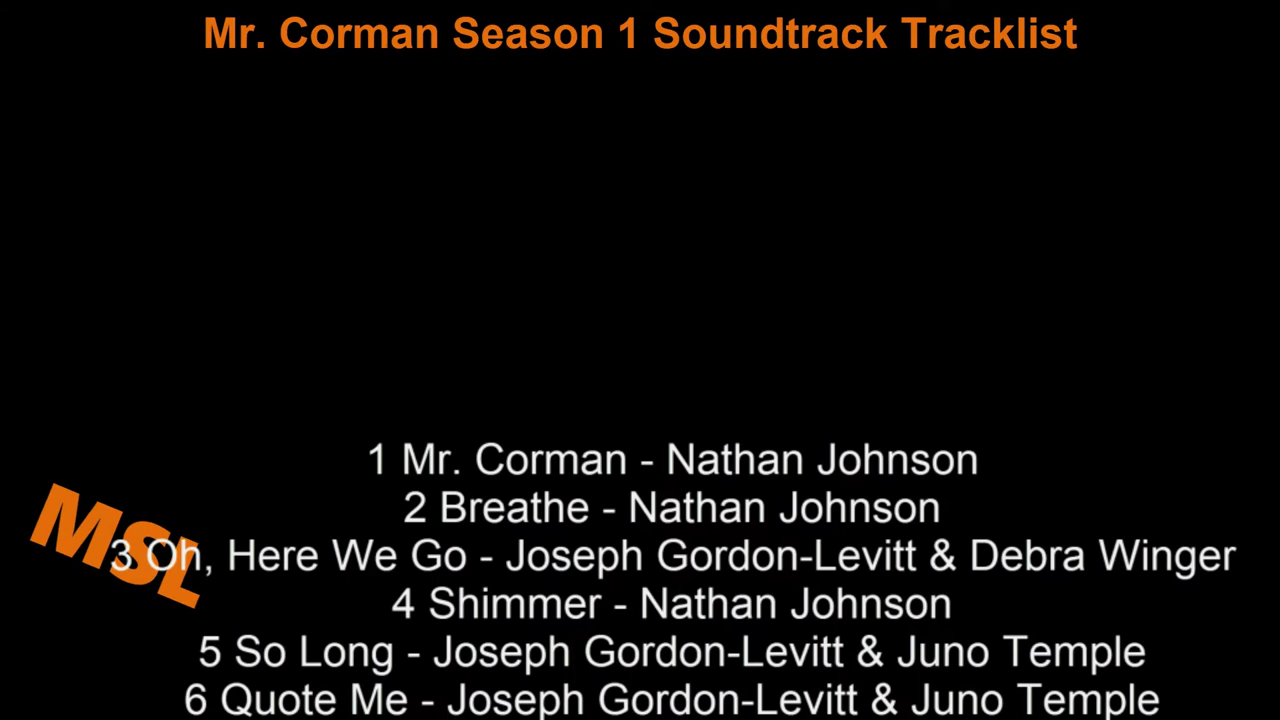 Mr. Corman Season 1 Soundtrack Tracklist
1 Mr. Corman - Nathan Johnson
2 Breathe - Nathan Johnson
MSL
3 Oh, Here We Go - Joseph Gordon-Levitt & Debra Winger
4 Shimmer - Nathan Johnson
5 So Long - Joseph Gordon-Levitt & Juno Temple
6 Quote Me - Joseph Gordon-Levitt & Juno Temple